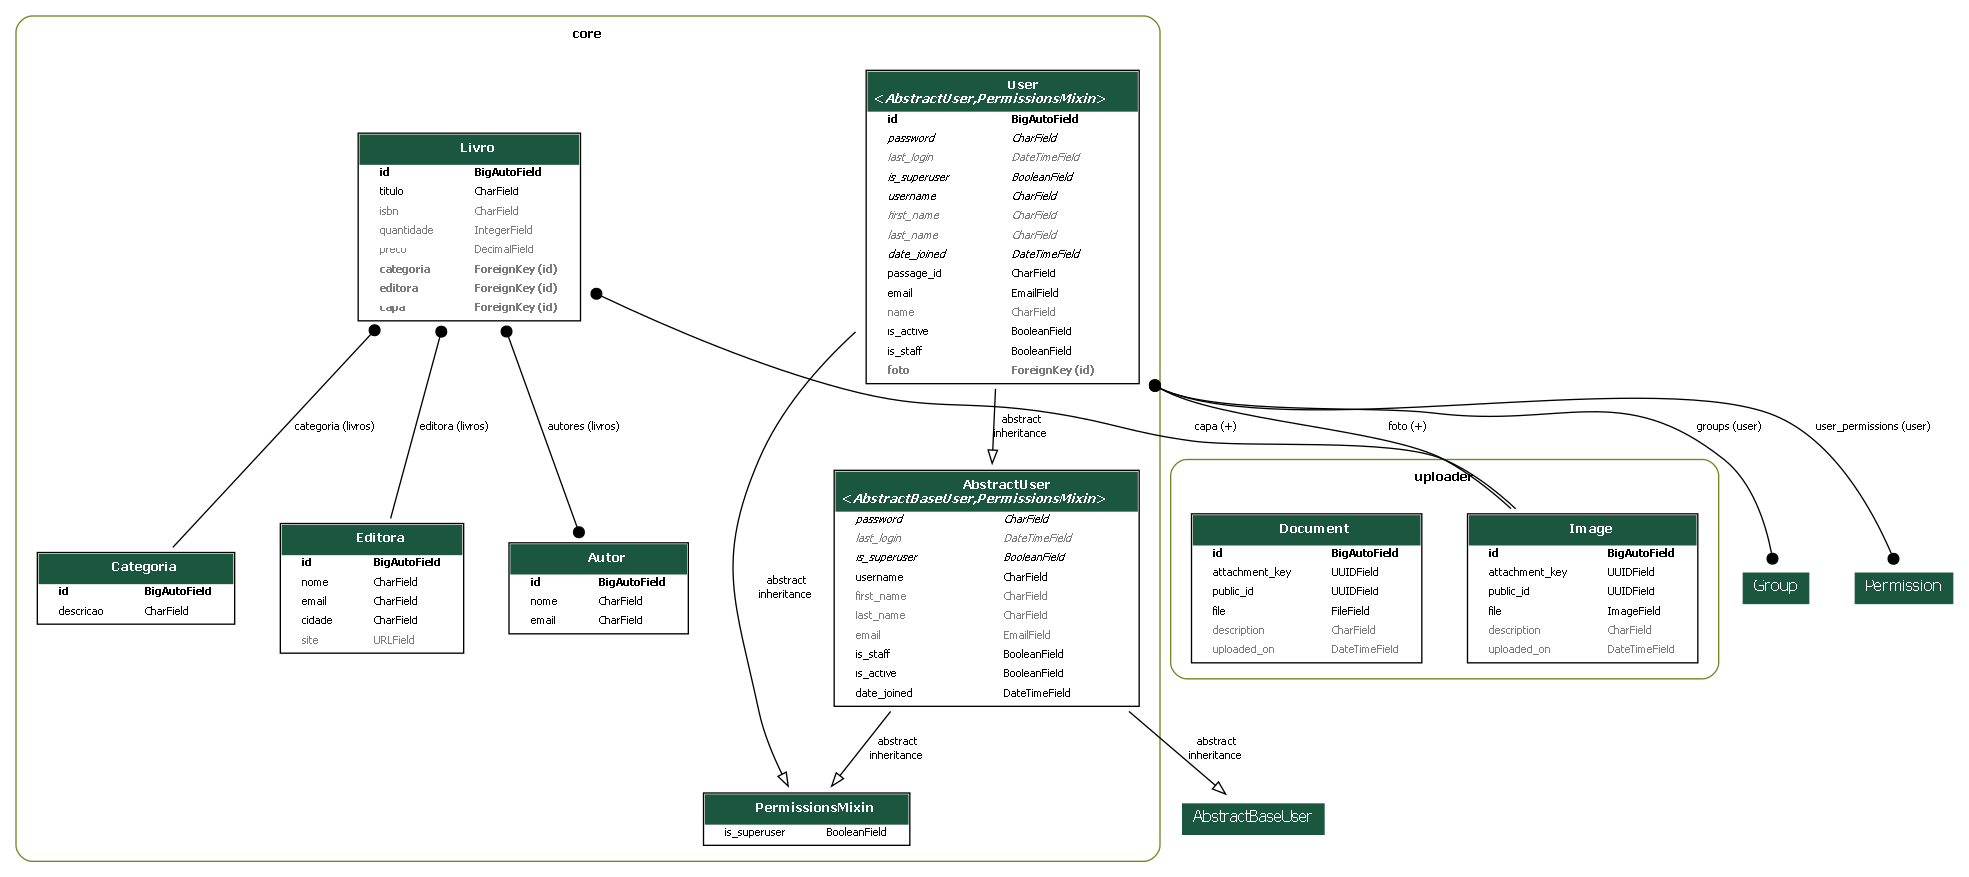 core
User
<AbstractUser,PermissionsMixin>
id BigAutoField
password CharField
last_login DateTimeField
is_superuser BooleanField
username CharField
first_name CharField
last_name CharField
date_joined DateTimeField
passage_id CharField
email EmailField
name CharField
is_active BooleanField
is_staff BooleanField
foto ForeignKey (id)
Livro
id BigAutoField
titulo CharField
isbn CharField
quantidade IntegerField
preco DecimalField
categoria ForeignKey (id)
editora ForeignKey (id)
capa ForeignKey (id)
categoria (livros)
editora (livros)
autores (livros)
abstract
inheritance
capa (+)
foto (+)
groups (user)
user_permissions (user)
Categoria
id BigAutoField
descricao CharField
Editora
id BigAutoField
nome CharField
email CharField
cidade CharField
site URLField
Autor
id BigAutoField
nome CharField
email CharField
abstract
inheritance
AbstractUser
<AbstractBaseUser,PermissionsMixin>
password CharField
last_login DateTimeField
is_superuser BooleanField
username CharField
first_name CharField
last_name CharField
email EmailField
is_staff BooleanField
is_active BooleanField
date_joined DateTimeField
uploader
Document
id BigAutoField
attachment_key UUIDField
public_id UUIDField
file FileField
description CharField
uploaded_on DateTimeField
Image
id BigAutoField
attachment_key UUIDField
public_id UUIDField
file ImageField
description CharField
uploaded_on DateTimeField
Group
Permission
abstract
inheritance
abstract
inheritance
PermissionsMixin
is_superuser BooleanField
AbstractBaseUser